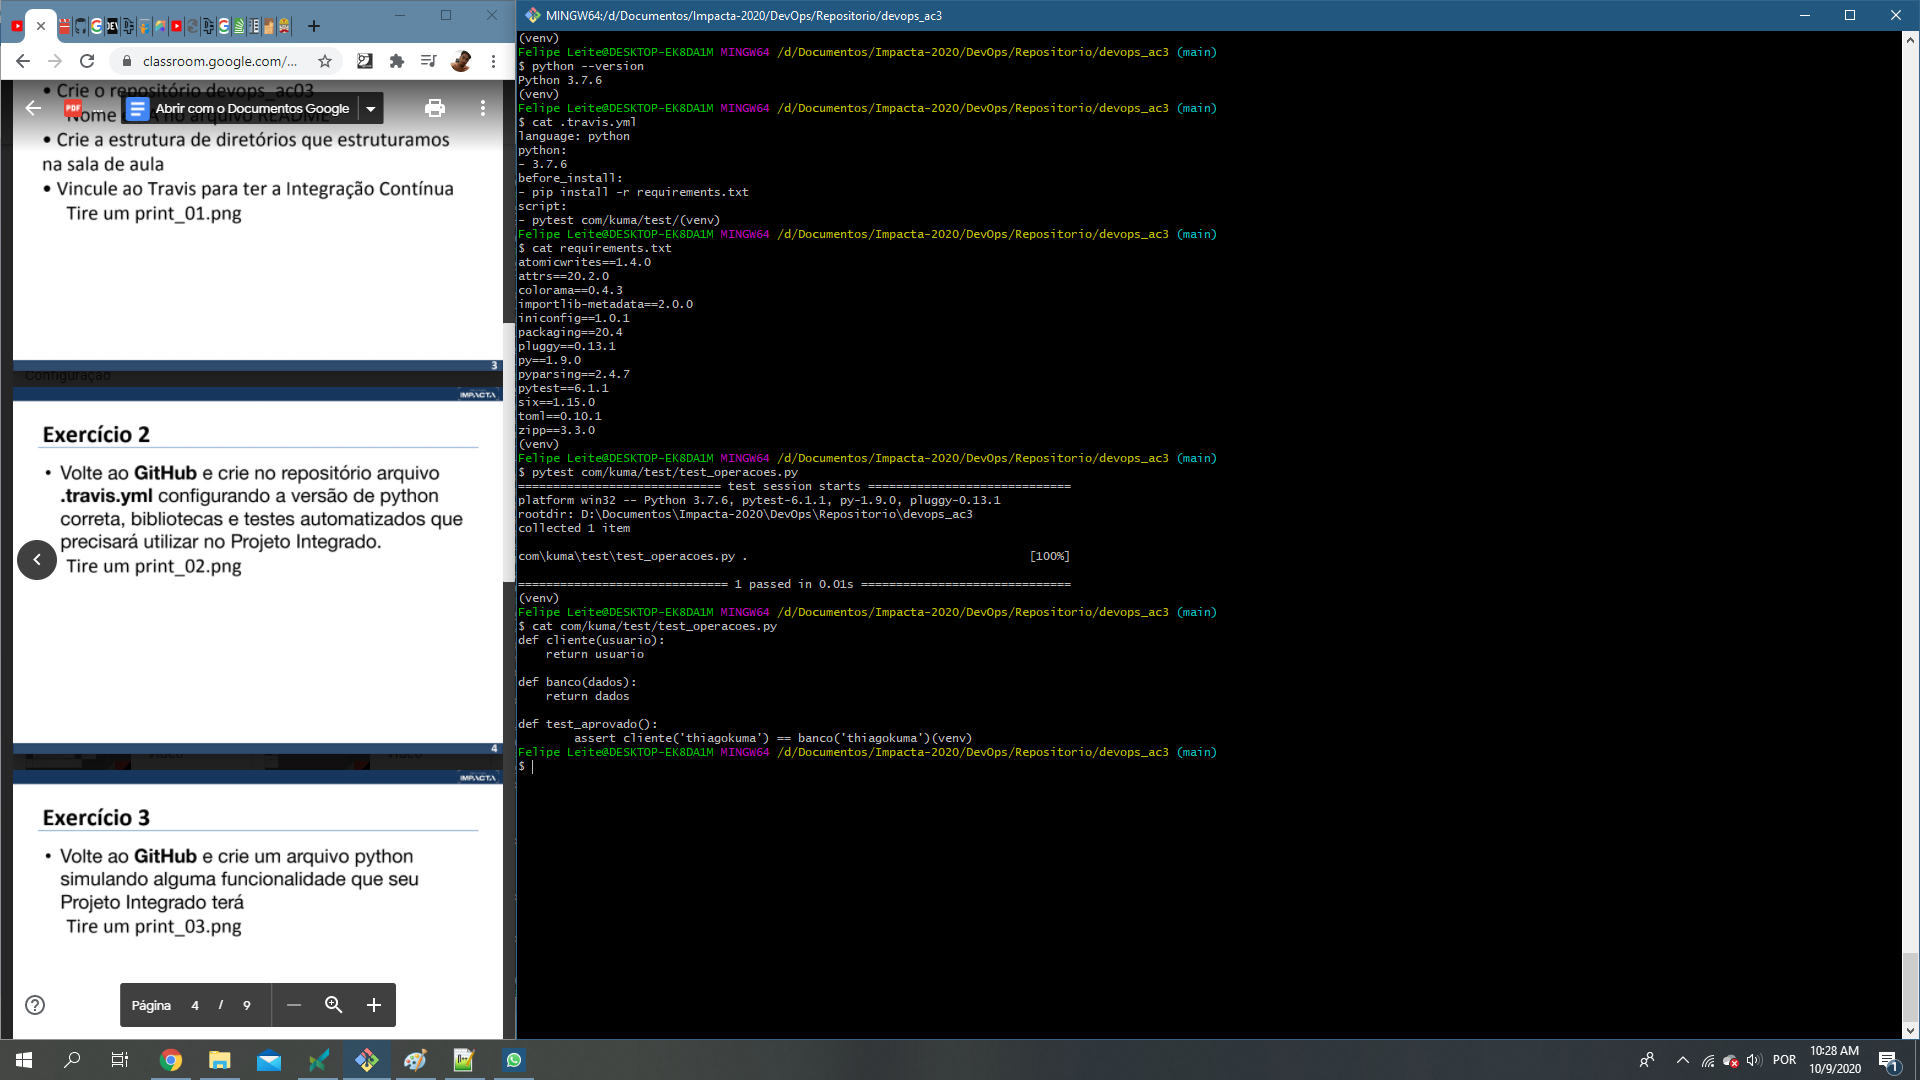 classroom.google.com/...
• Crie o repositório devops_ac03
Abrir com o Documentos Google
PDF
Nome
no arquivo README
• Crie a estrutura de diretórios que estruturamos
na sala de aula
• Vincule ao Travis para ter a Integração Contínua
Tire um print_01.png
3
Configuração
IMPACTA
Exercício 2
• Volte ao GitHub e crie no repositório arquivo
.travis.yml configurando a versão de python
correta, bibliotecas e testes automatizados que
precisará utilizar no Projeto Integrado.
Tire um print_02.png
4
IMPACTA
Exercício 3
• Volte ao GitHub e crie um arquivo python
simulando alguma funcionalidade que seu
Projeto Integrado terá
Tire um print_03.png
Página 4 / 9
MINGW64:/d/Documentos/Impacta-2020/DevOps/Repositorio/devops_ac3
(venv)
Felipe Leite@DESKTOP-EK8DA1M MINGW64 /d/Documentos/Impacta-2020/DevOps/Repositorio/devops_ac3 (main)
$ python --version
Python 3.7.6
(venv)
Felipe Leite@DESKTOP-EK8DA1M MINGW64 /d/Documentos/Impacta-2020/DevOps/Repositorio/devops_ac3 (main)
$ cat .travis.yml
language: python
python:
- 3.7.6
before_install:
- pip install -r requirements.txt
script:
- pytest com/kuma/test/(venv)
Felipe Leite@DESKTOP-EK8DA1M MINGW64 /d/Documentos/Impacta-2020/DevOps/Repositorio/devops_ac3 (main)
$ cat requirements.txt
atomicwrites==1.4.0
attrs==20.2.0
colorama==0.4.3
importlib-metadata==2.0.0
iniconfig==1.0.1
packaging==20.4
pluggy==0.13.1
py==1.9.0
pyparsing==2.4.7
pytest==6.1.1
six==1.15.0
toml==0.10.1
zipp==3.3.0
(venv)
Felipe Leite@DESKTOP-EK8DA1M MINGW64 /d/Documentos/Impacta-2020/DevOps/Repositorio/devops_ac3 (main)
$ pytest com/kuma/test/test_operacoes.py
============================= test session starts =============================
platform win32 -- Python 3.7.6, pytest-6.1.1, py-1.9.0, pluggy-0.13.1
rootdir: D:\Documentos\Impacta-2020\DevOps\Repositorio\devops_ac3
collected 1 item
com\kuma\test\test_operacoes.py . [100%]
============================== 1 passed in 0.01s ==============================
(venv)
Felipe Leite@DESKTOP-EK8DA1M MINGW64 /d/Documentos/Impacta-2020/DevOps/Repositorio/devops_ac3 (main)
$ cat com/kuma/test/test_operacoes.py
def cliente(usuario):
    return usuario
def banco(dados):
    return dados
def test_aprovado():
        assert cliente('thiagokuma') == banco('thiagokuma')(venv)
Felipe Leite@DESKTOP-EK8DA1M MINGW64 /d/Documentos/Impacta-2020/DevOps/Repositorio/devops_ac3 (main)
$
POR
10:28 AM
10/9/2020
1